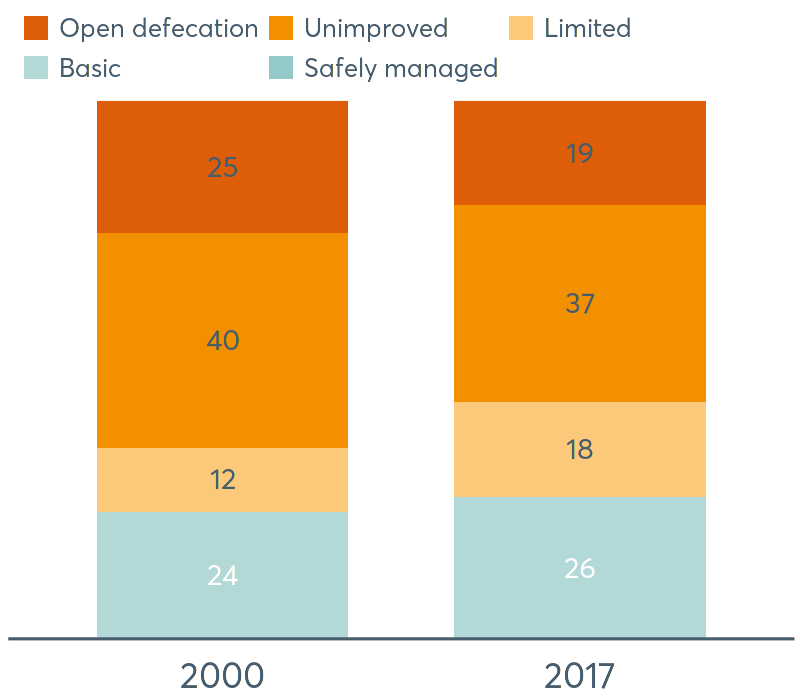 Open defecation Unimproved Limited
Basic Safely managed
25 19
40 37
12 18
24 26
2000 2017